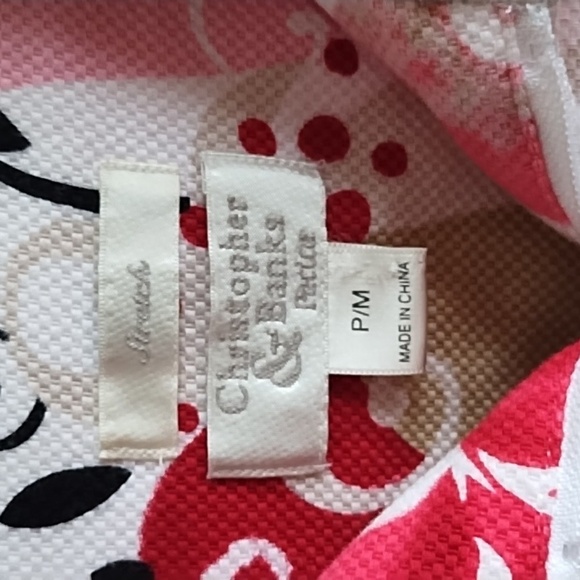 Stretch
Christopher
& Banks
Petite
P/M
MADE IN CHINA